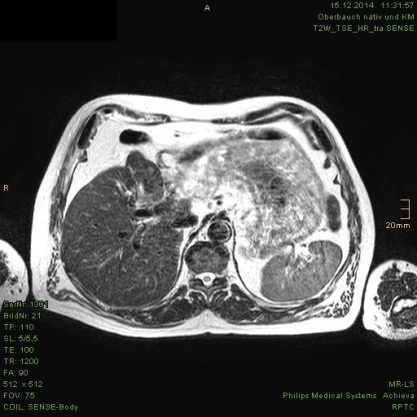 A
15.12.2014 11:31:57
Oberbauch nativ und KM
T2W_TSE_HR_tra SENSE
R
20mm
SerNr: 1301
BildNr: 21
TP: 110
SL: 5/5,5
TE: 100
TR: 1200
FA: 90
512 × 512
FOV: 75
COIL: SENSE-Body
MR-LS
Philips Medical Systems Achieva
RPTC